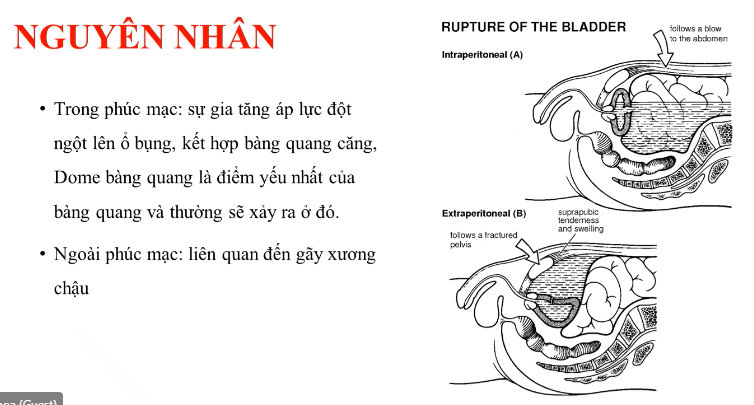 NGUYÊN NHÂN
• Trong phúc mạc: sự gia tăng áp lực đột
ngột lên ổ bụng, kết hợp bàng quang căng,
Dome bàng quang là điểm yếu nhất của
bàng quang và thường sẽ xảy ra ở đó.
• Ngoài phúc mạc: liên quan đến gãy xương
chậu
RUPTURE OF THE BLADDER
follows a blow
to the abdomen
Intraperitoneal (A)
Extraperitoneal (B)
suprapubic
tenderness
and swelling
follows a fractured
pelvis
(Guest)